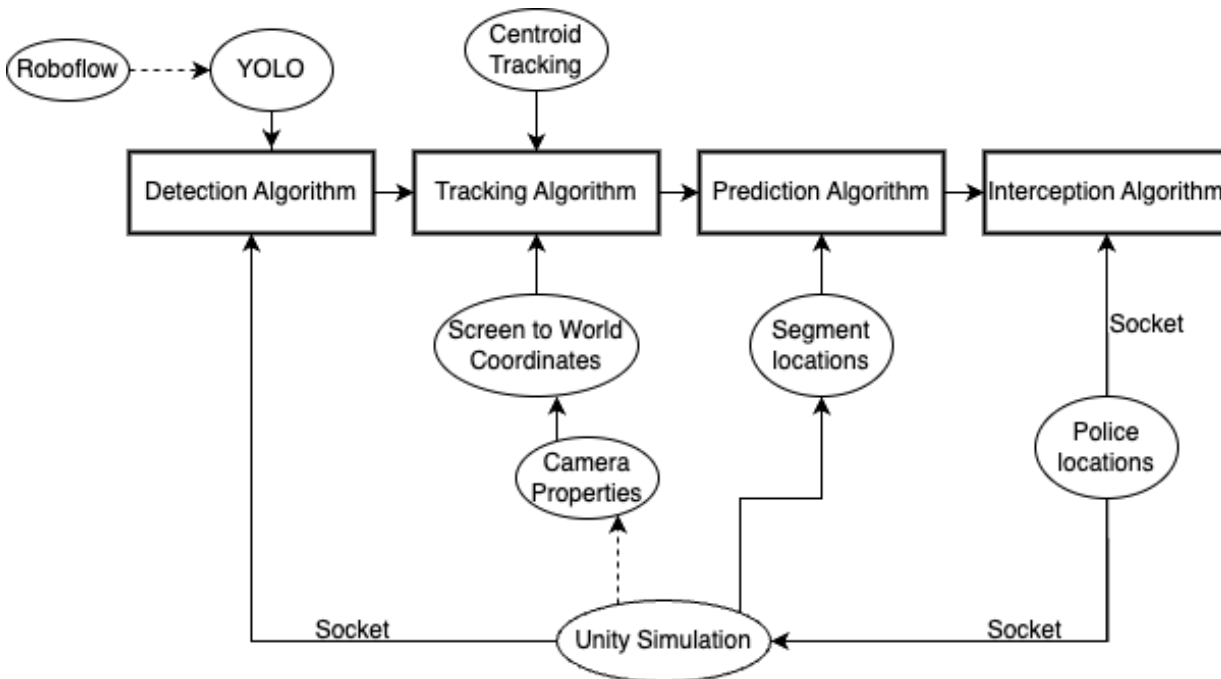 Roboflow
YOLO
Centroid
Tracking
Detection Algorithm
Tracking Algorithm
Prediction Algorithm
Interception Algorithm
Screen to World
Coordinates
Segment
locations
Socket
Camera
Properties
Police
locations
Socket
Unity Simulation
Socket